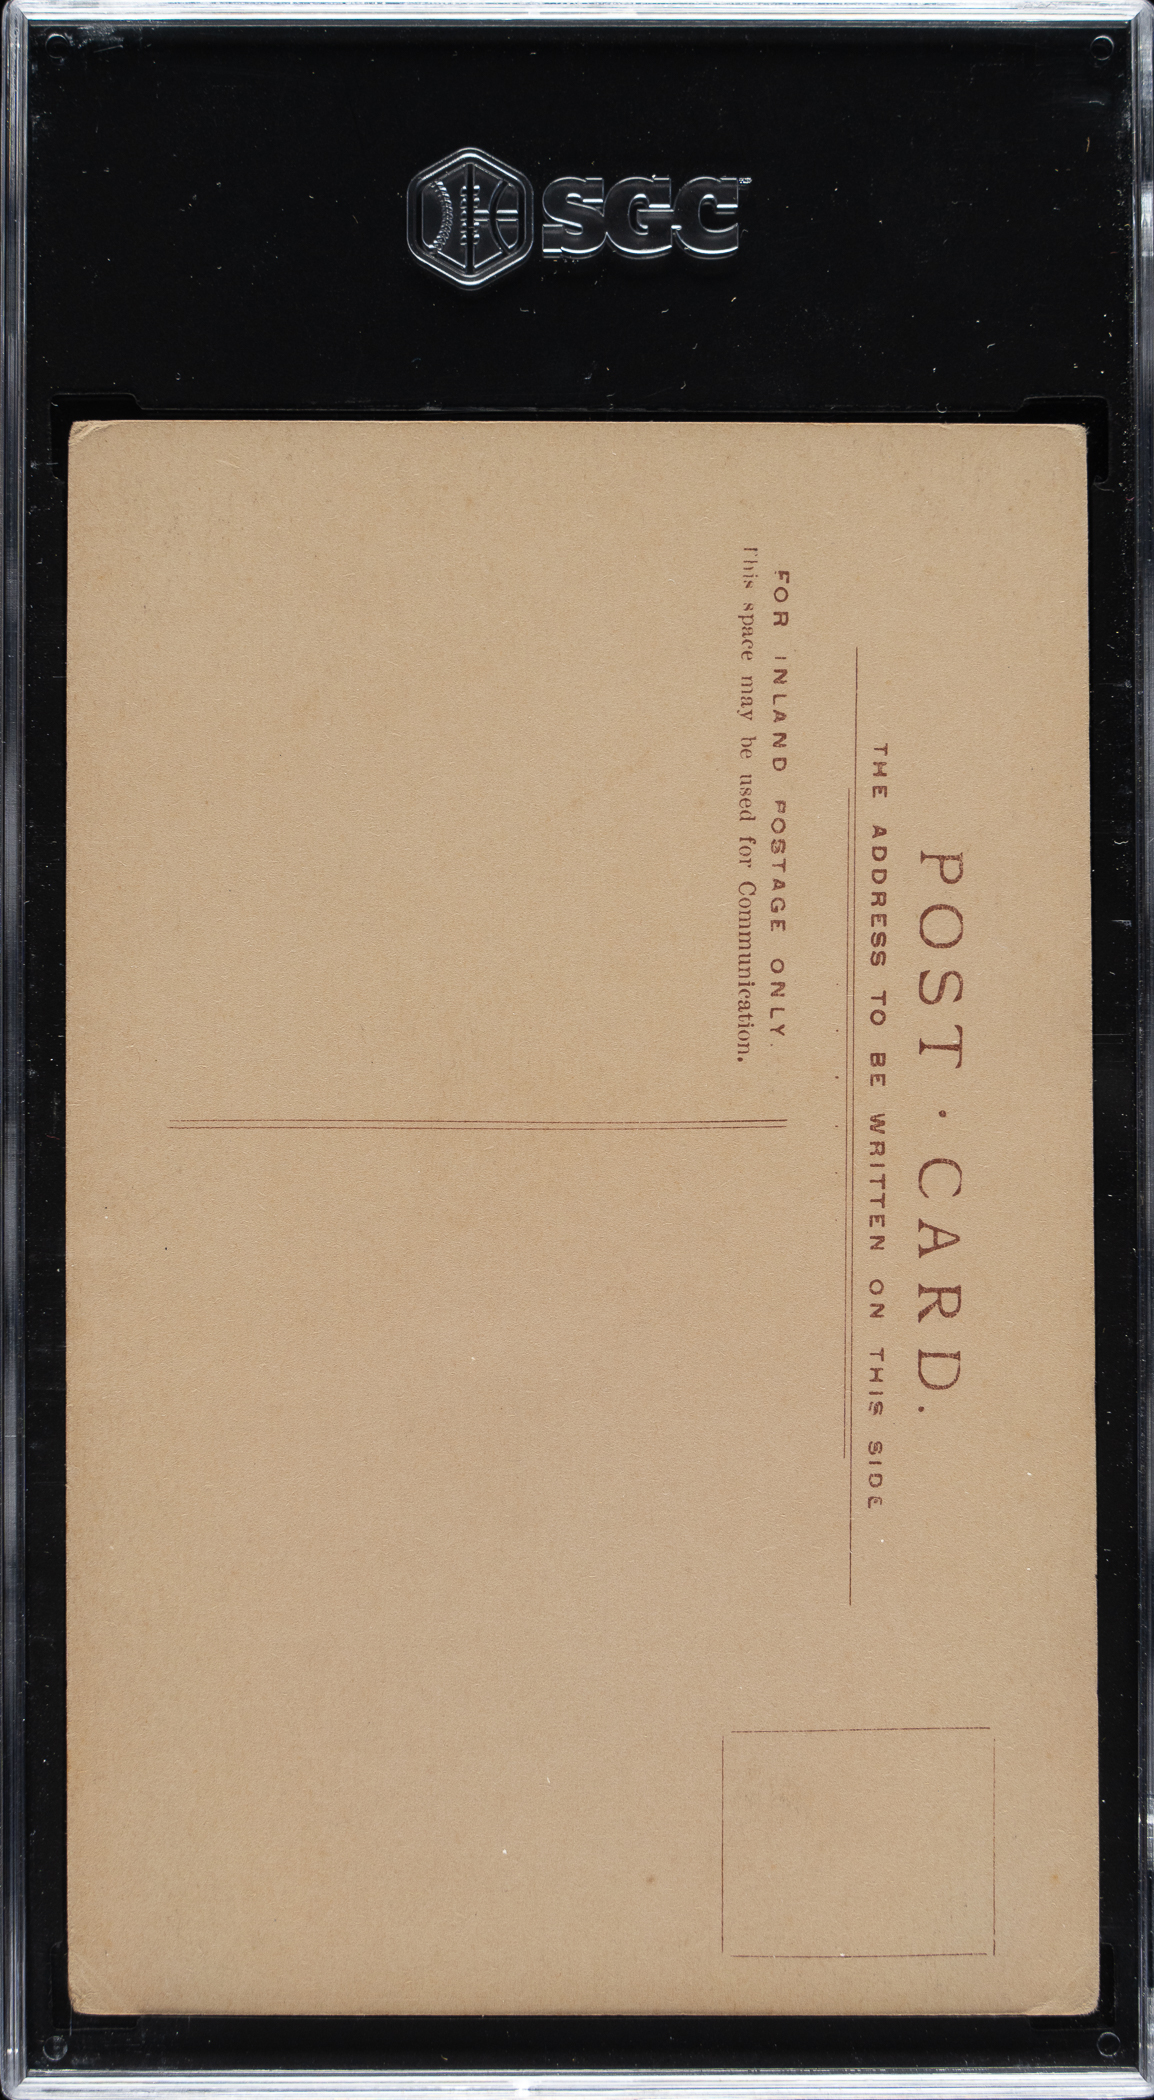 SGC
POST · CARD.
THE ADDRESS TO BE WRITTEN ON THIS SIDE
FOR INLAND POSTAGE ONLY.
This space may be used for Communication.